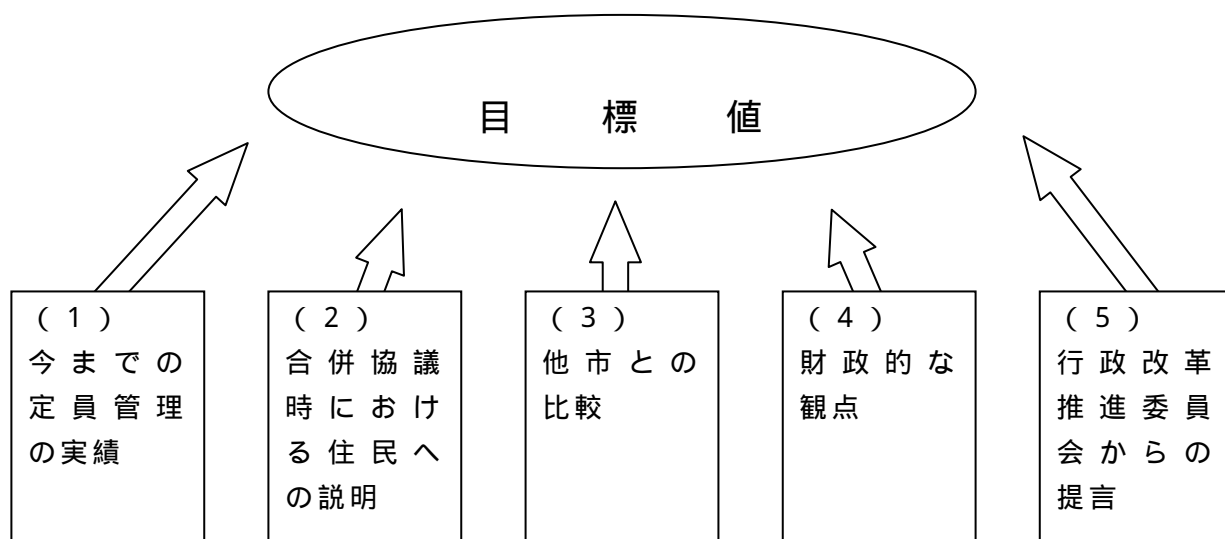 目標値
(1)
今までの
定員管理
の実績
(2)
合併協議
時におけ
る住民へ
の説明
(3)
他市との
比較
(4)
財政的な
観点
(5)
行政改革
推進委員
会からの
提言